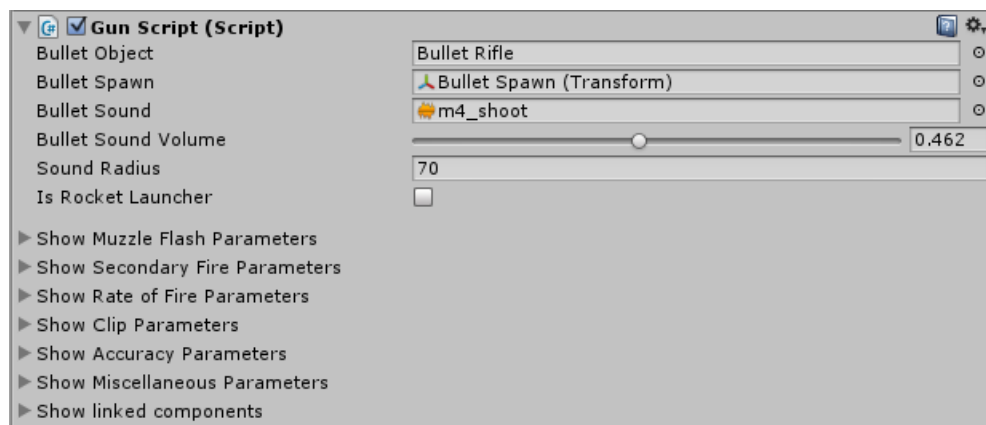 Gun Script (Script)
Bullet Object Bullet Rifle
Bullet Spawn Bullet Spawn (Transform)
Bullet Sound m4_shoot
Bullet Sound Volume 0.462
Sound Radius 70
Is Rocket Launcher
Show Muzzle Flash Parameters
Show Secondary Fire Parameters
Show Rate of Fire Parameters
Show Clip Parameters
Show Accuracy Parameters
Show Miscellaneous Parameters
Show linked components